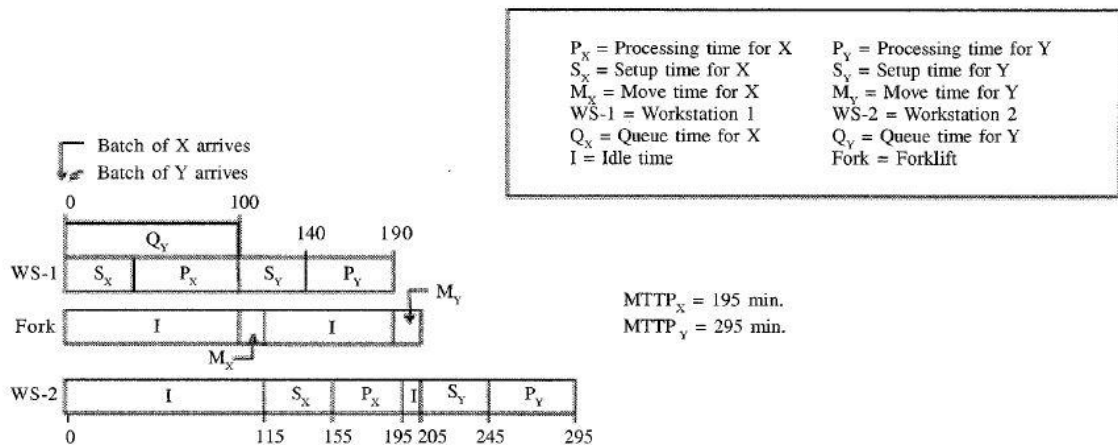 P_X = Processing time for X P_Y = Processing time for Y
S_X = Setup time for X S_Y = Setup time for Y
M_X = Move time for X M_Y = Move time for Y
WS-1 = Workstation 1 WS-2 = Workstation 2
Q_X = Queue time for X Q_Y = Queue time for Y
I = Idle time Fork = Forklift
Batch of X arrives
Batch of Y arrives
0 100
Q_Y 140 190
WS-1 S_X P_X S_Y P_Y
M_Y
MTTP_X = 195 min.
Fork I I
MTTP_Y = 295 min.
M_X
WS-2 I S_X P_X I S_Y P_Y
0 115 155 195 205 245 295